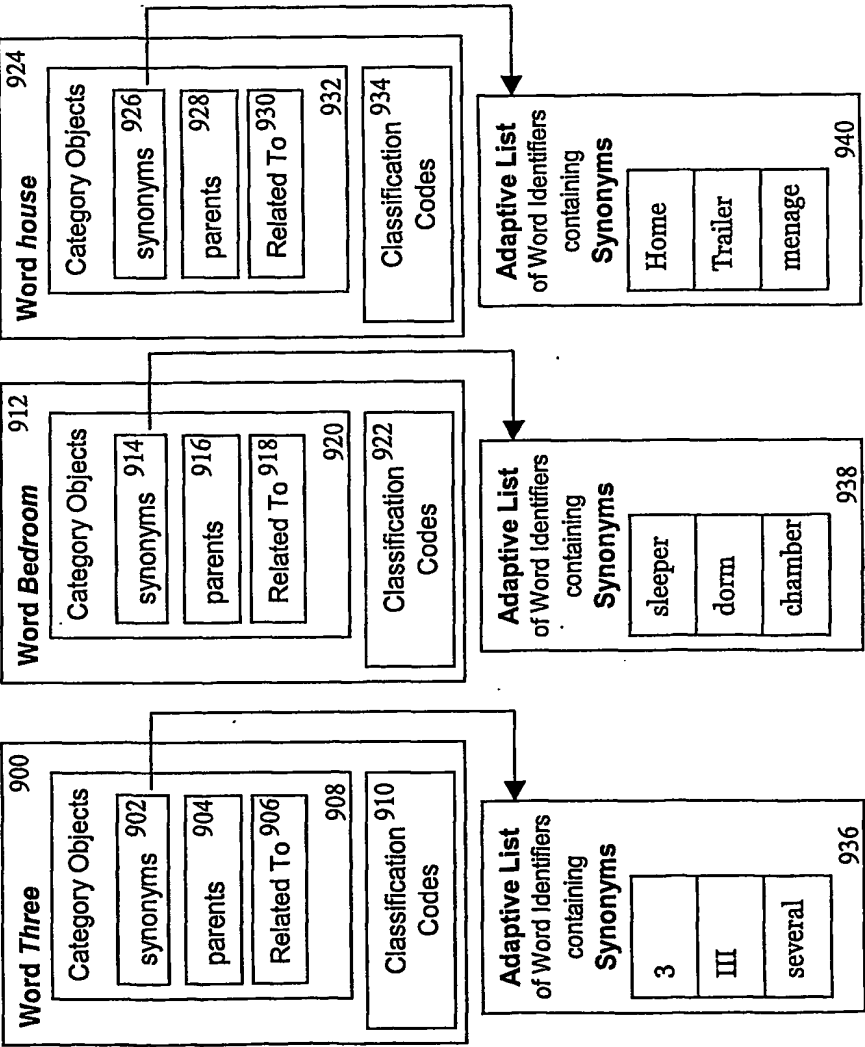 Word Three 900
Category Objects
synonyms 902
parents 904
Related To 906
908
Classification 910
Codes
Adaptive List
of Word Identifiers
containing
Synonyms
3
III
several
936
Word Bedroom 912
Category Objects
synonyms 914
parents 916
Related To 918
920
Classification 922
Codes
Adaptive List
of Word Identifiers
containing
Synonyms
sleeper
dorm
chamber
938
Word house 924
Category Objects
synonyms 926
parents 928
Related To 930
932
Classification 934
Codes
Adaptive List
of Word Identifiers
containing
Synonyms
Home
Trailer
menage
940